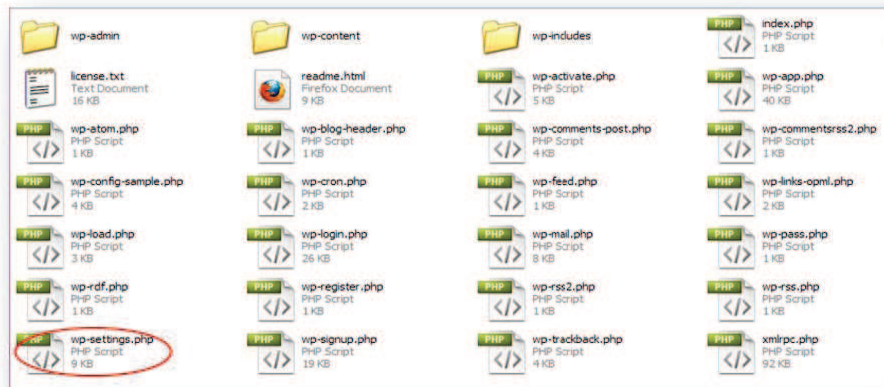 wp-admin
wp-content
wp-includes
PHP
index.php
PHP Script
1 KB
license.txt
Text Document
16 KB
readme.html
Firefox Document
9 KB
PHP
wp-activate.php
PHP Script
5 KB
PHP
wp-app.php
PHP Script
40 KB
PHP
wp-atom.php
PHP Script
1 KB
PHP
wp-blog-header.php
PHP Script
1 KB
PHP
wp-comments-post.php
PHP Script
4 KB
PHP
wp-commentsrss2.php
PHP Script
1 KB
PHP
wp-config-sample.php
PHP Script
4 KB
PHP
wp-cron.php
PHP Script
2 KB
PHP
wp-feed.php
PHP Script
1 KB
PHP
wp-links-opml.php
PHP Script
2 KB
PHP
wp-load.php
PHP Script
3 KB
PHP
wp-login.php
PHP Script
26 KB
PHP
wp-mail.php
PHP Script
8 KB
PHP
wp-pass.php
PHP Script
1 KB
PHP
wp-rdf.php
PHP Script
1 KB
PHP
wp-register.php
PHP Script
1 KB
PHP
wp-rss2.php
PHP Script
1 KB
PHP
wp-rss.php
PHP Script
1 KB
PHP
wp-settings.php
PHP Script
9 KB
PHP
wp-signup.php
PHP Script
19 KB
PHP
wp-trackback.php
PHP Script
4 KB
PHP
xmlrpc.php
PHP Script
92 KB